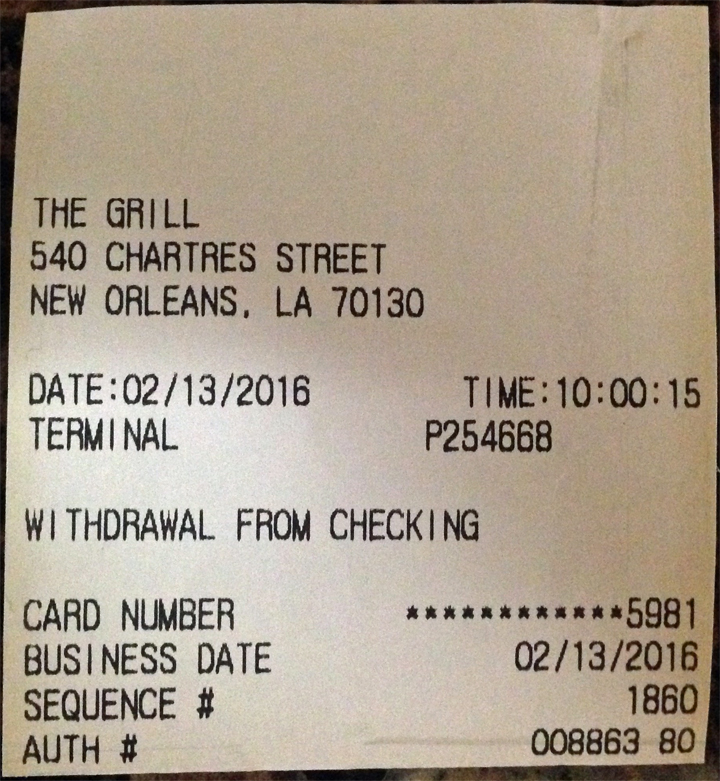 THE GRILL
540 CHARTRES STREET
NEW ORLEANS, LA 70130
DATE:02/13/2016 TIME:10:00:15
TERMINAL P254668
WITHDRAWAL FROM CHECKING
CARD NUMBER ************5981
BUSINESS DATE 02/13/2016
SEQUENCE # 1860
AUTH # 008863 80